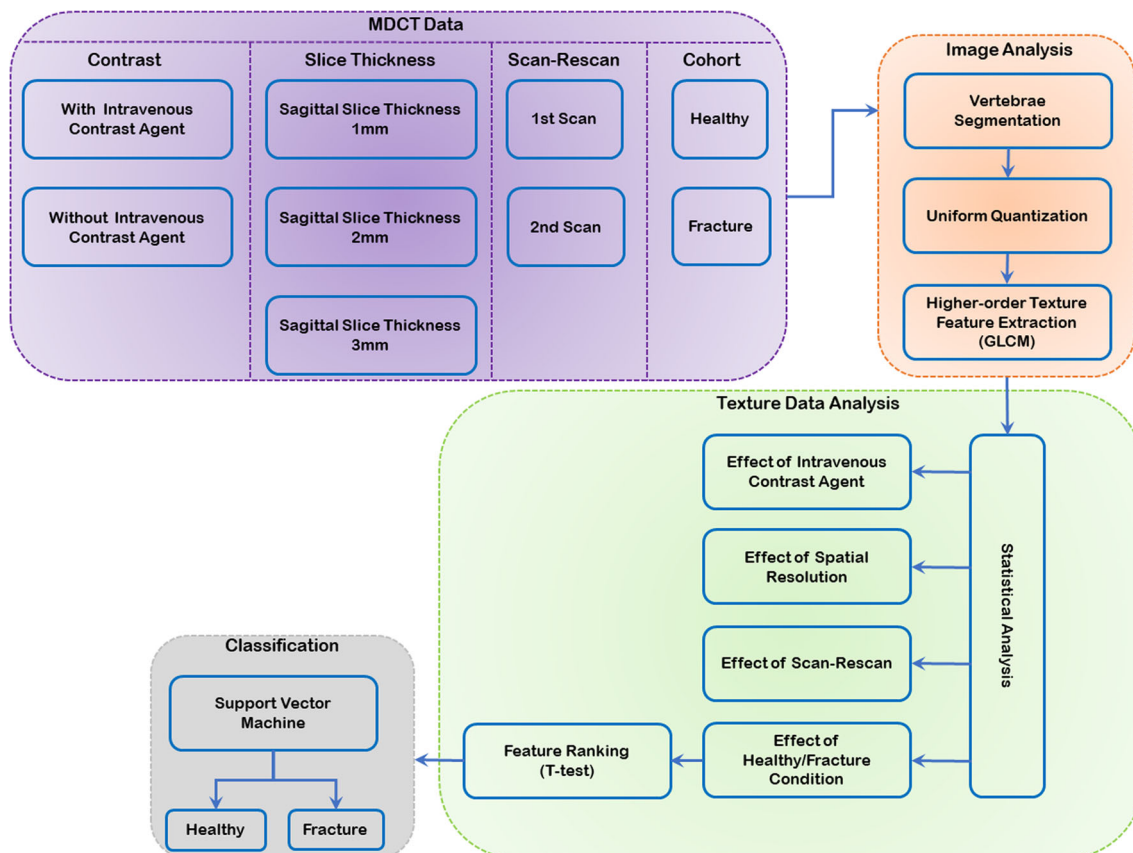 MDCT Data
Contrast
With Intravenous
Contrast Agent
Without Intravenous
Contrast Agent
Slice Thickness
Sagittal Slice Thickness
1mm
Sagittal Slice Thickness
2mm
Sagittal Slice Thickness
3mm
Scan-Rescan
1st Scan
2nd Scan
Cohort
Healthy
Fracture
Image Analysis
Vertebrae
Segmentation
Uniform Quantization
Higher-order Texture
Feature Extraction
(GLCM)
Texture Data Analysis
Statistical Analysis
Effect of Intravenous
Contrast Agent
Effect of Spatial
Resolution
Effect of Scan-Rescan
Effect of
Healthy/Fracture
Condition
Feature Ranking
(T-test)
Classification
Support Vector
Machine
Healthy
Fracture